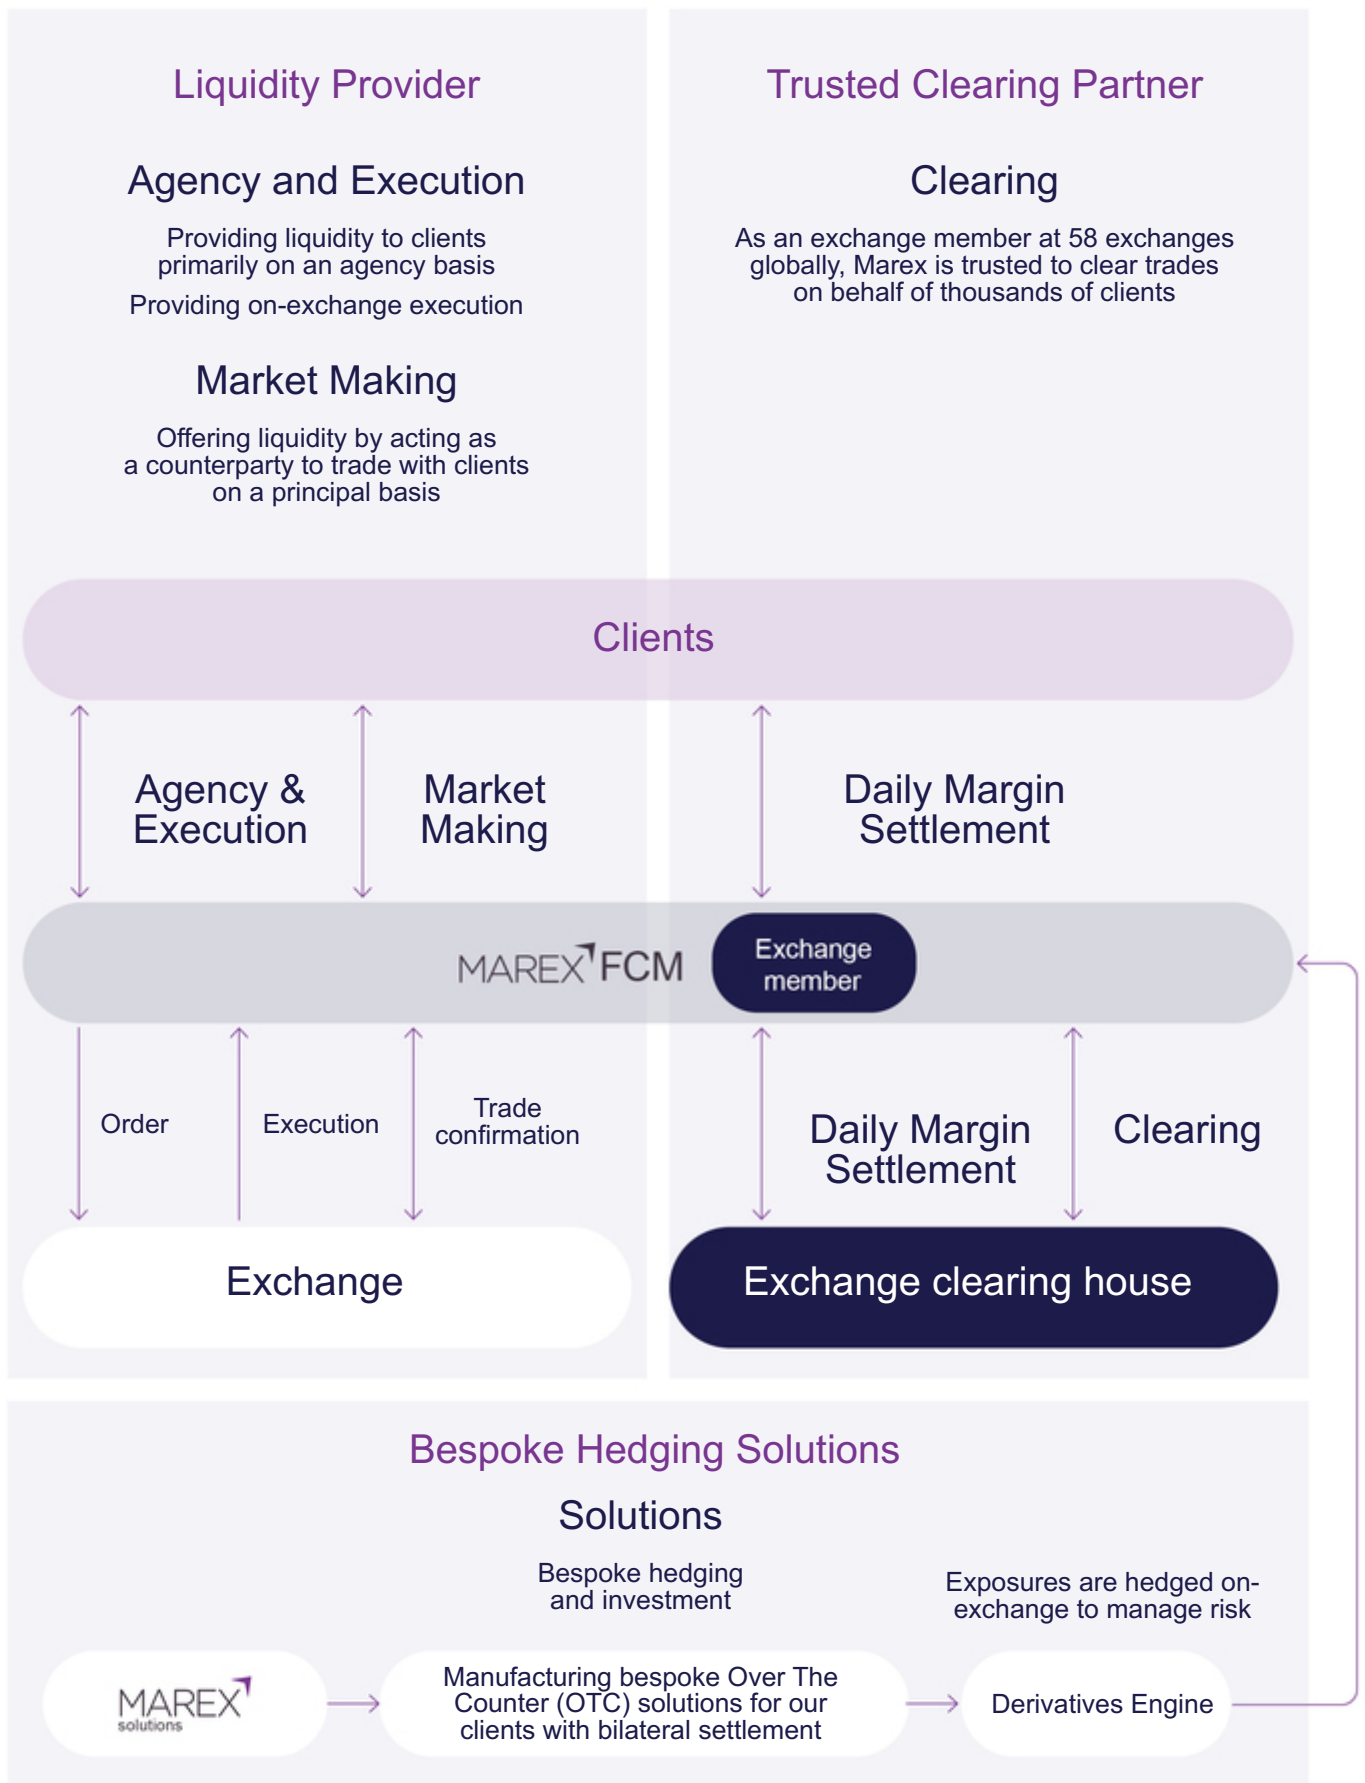 Liquidity Provider
Agency and Execution
Providing liquidity to clients
primarily on an agency basis
Providing on-exchange execution
Market Making
Offering liquidity by acting as
a counterparty to trade with clients
on a principal basis
Trusted Clearing Partner
Clearing
As an exchange member at 58 exchanges
globally, Marex is trusted to clear trades
on behalf of thousands of clients
Clients
Agency &
Execution
Market
Making
Daily Margin
Settlement
MAREX FCM
Exchange
member
Order
Execution
Trade
confirmation
Daily Margin
Settlement
Clearing
Exchange
Exchange clearing house
Bespoke Hedging Solutions
Solutions
Bespoke hedging
and investment
Exposures are hedged on-
exchange to manage risk
MAREX
solutions
Manufacturing bespoke Over The
Counter (OTC) solutions for our
clients with bilateral settlement
Derivatives Engine